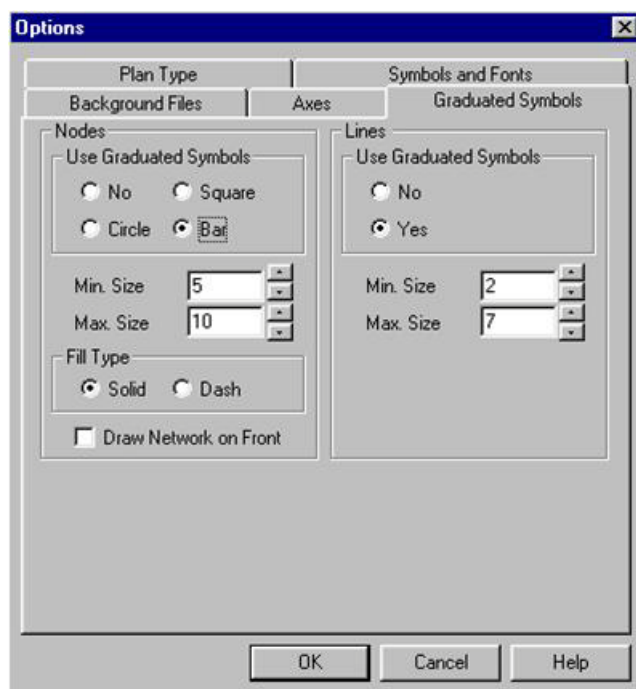 Options
Plan Type Symbols and Fonts
Background Files Axes Graduated Symbols
Nodes
Use Graduated Symbols
No Square
Circle Bar
Min. Size 5
Max. Size 10
Fill Type
Solid Dash
Draw Network on Front
Lines
Use Graduated Symbols
No
Yes
Min. Size 2
Max. Size 7
OK Cancel Help